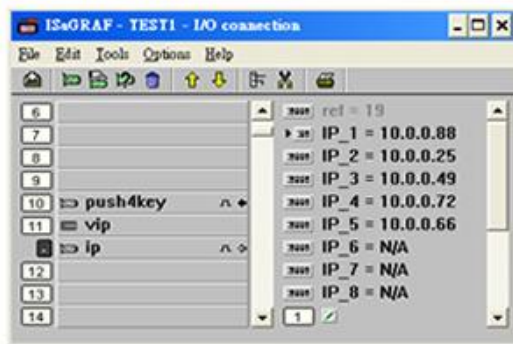 ISaGRAF - TEST1 - I/O connection
File Edit Tools Options Help
6
7
8
9
10 push4key
11 vip
ip
12
13
14
ref = 19
IP_1 = 10.0.0.88
IP_2 = 10.0.0.25
IP_3 = 10.0.0.49
IP_4 = 10.0.0.72
IP_5 = 10.0.0.66
IP_6 = N/A
IP_7 = N/A
IP_8 = N/A
1